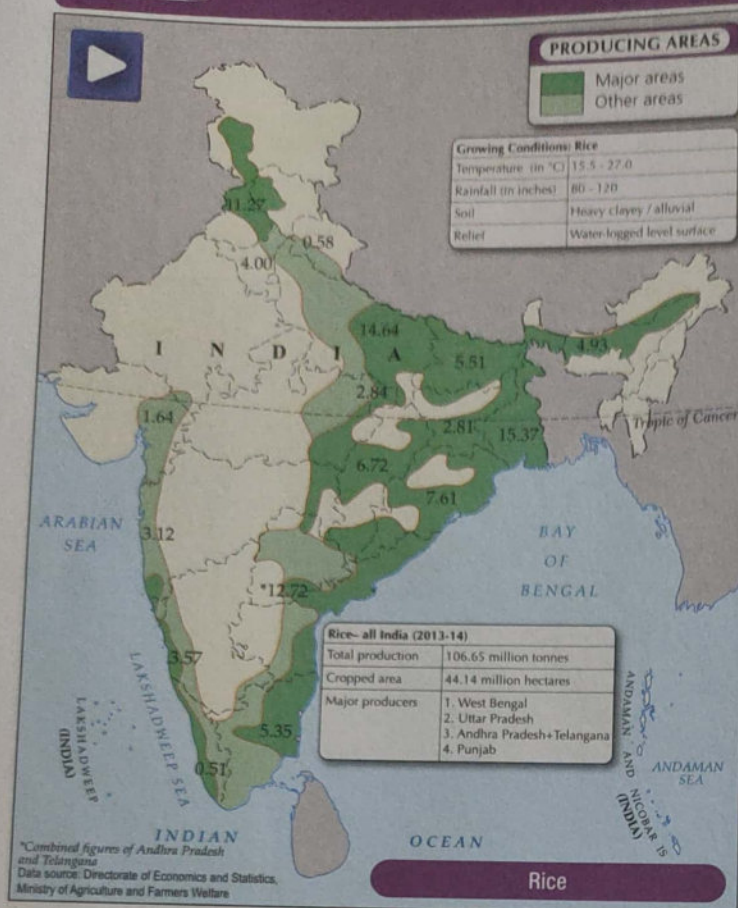 PRODUCING AREAS
Major areas
Other areas
Growing Conditions: Rice
Temperature (in °C) 15.5 - 27.0
Rainfall (in inches) 80 - 120
Soil Heavy clayey / alluvial
Relief Water-logged level surface
11.27
0.58
4.00
14.64
4.93
I N D I A
5.51
2.84
1.64
2.81
15.37
Tropic of Cancer
6.72
7.61
ARABIAN
SEA
3.12
BAY
OF
BENGAL
*12.72
Rice– all India (2013-14)
Total production 106.65 million tonnes
Cropped area 44.14 million hectares
Major producers 1. West Bengal
2. Uttar Pradesh
3. Andhra Pradesh+Telangana
4. Punjab
3.57
LAKSHADWEEP SEA
LAKSHADWEEP
(INDIA)
5.35
0.51
ANDAMAN AND NICOBAR IS
(INDIA)
ANDAMAN
SEA
INDIAN OCEAN
*Combined figures of Andhra Pradesh
and Telangana
Data source: Directorate of Economics and Statistics,
Ministry of Agriculture and Farmers Welfare
Rice